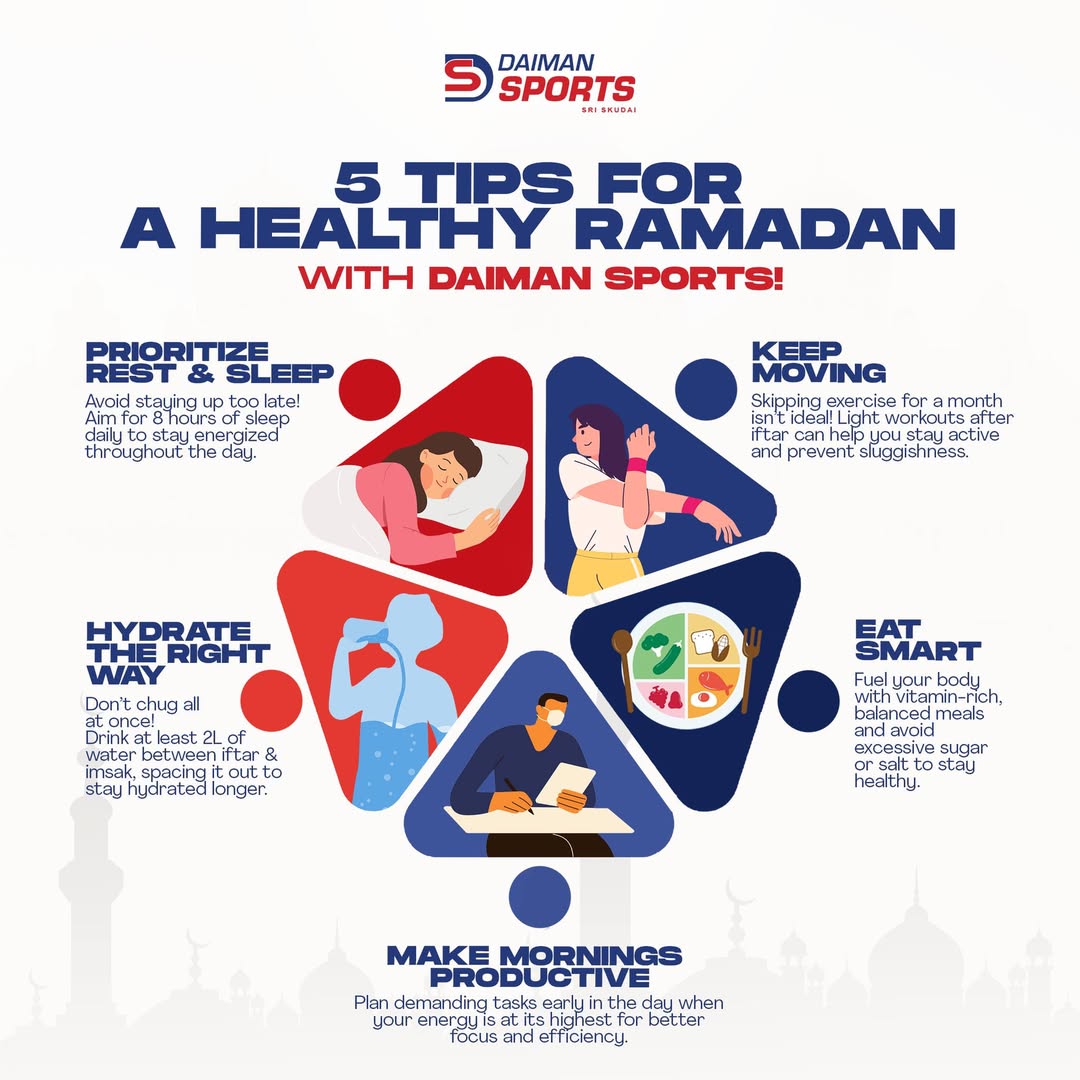 DAIMAN
SPORTS
SRI SKUDAI
5 TIPS FOR
A HEALTHY RAMADAN
WITH DAIMAN SPORTS!
PRIORITIZE
REST & SLEEP
Avoid staying up too late!
Aim for 8 hours of sleep
daily to stay energized
throughout the day.
KEEP
MOVING
Skipping exercise for a month
isn't ideal! Light workouts after
iftar can help you stay active
and prevent sluggishness.
HYDRATE
THE RIGHT
WAY
Don't chug all
at once!
Drink at least 2L of
water between iftar &
imsak, spacing it out to
stay hydrated longer.
EAT
SMART
Fuel your body
with vitamin-rich,
balanced meals
and avoid
excessive sugar
or salt to stay
healthy.
MAKE MORNINGS
PRODUCTIVE
Plan demanding tasks early in the day when
your energy is at its highest for better
focus and efficiency.